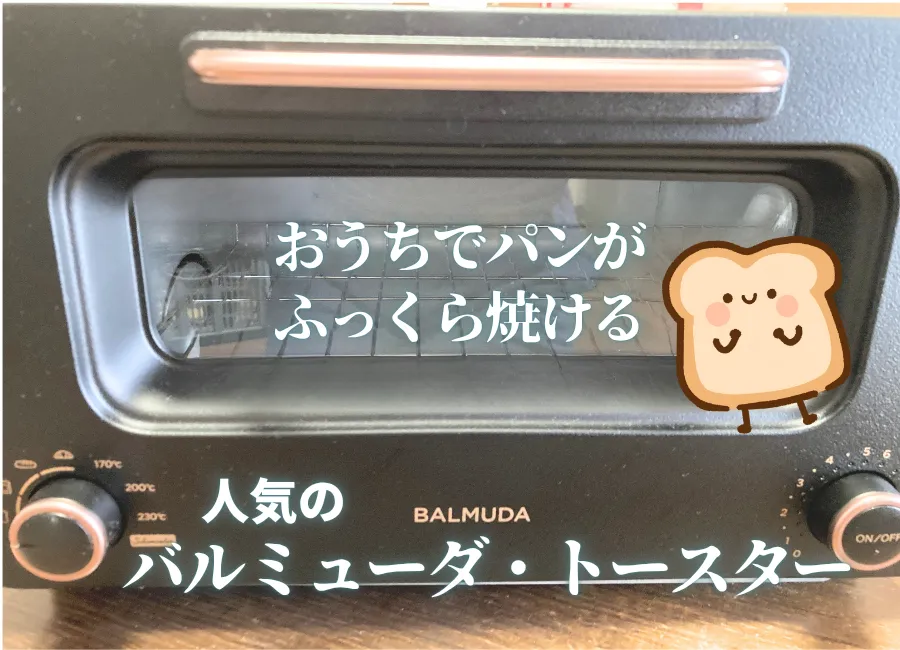 おうちでパンが
ふっくら焼ける
170℃
200℃
230℃
人気の
BALMUDA
バルミューダ・トースター
6
5
4
3
2
1
0
ON/OFF